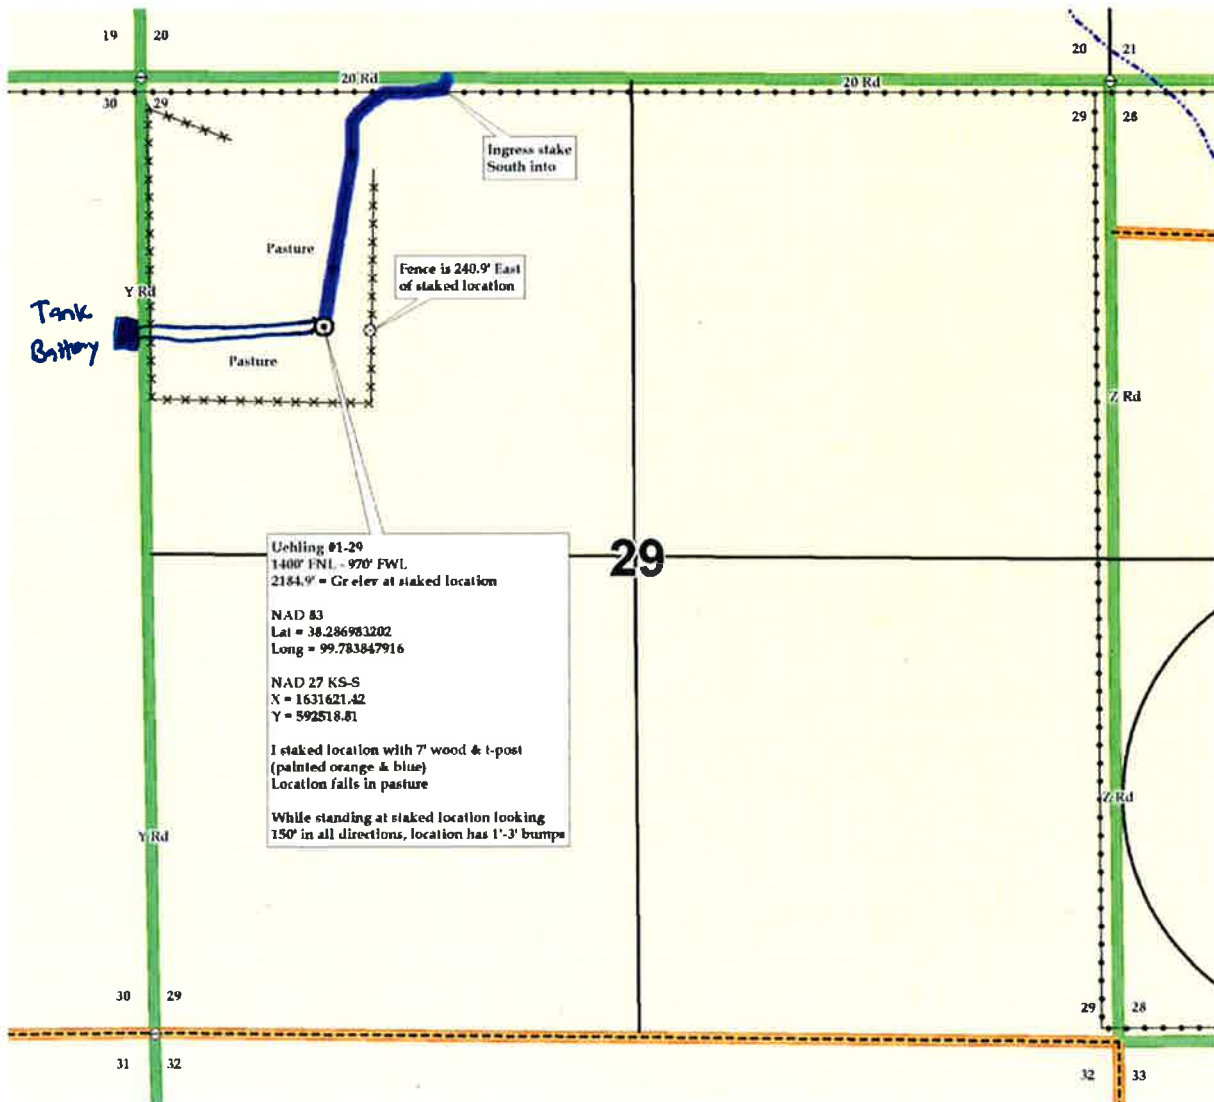 19 20
20 21
20 Rd
20 Rd
30 29
29 28
Ingress stake
South into
Pasture
Fence is 240.9' East
of staked location
Y Rd
Tank
Battery
Pasture
Z Rd
Uehling #1-29
1400' FNL - 970' FWL
2184.9' = Gr elev at staked location
NAD 83
Lat = 38.286983202
Long = 99.783847916
NAD 27 KS-S
X = 1631621.42
Y = 592518.81
I staked location with 7' wood & t-post
(painted orange & blue)
Location falls in pasture
While standing at staked location looking
150' in all directions, location has 1'-3' bumps
29
Z Rd
Y Rd
30 29
29 28
31 32
32 33